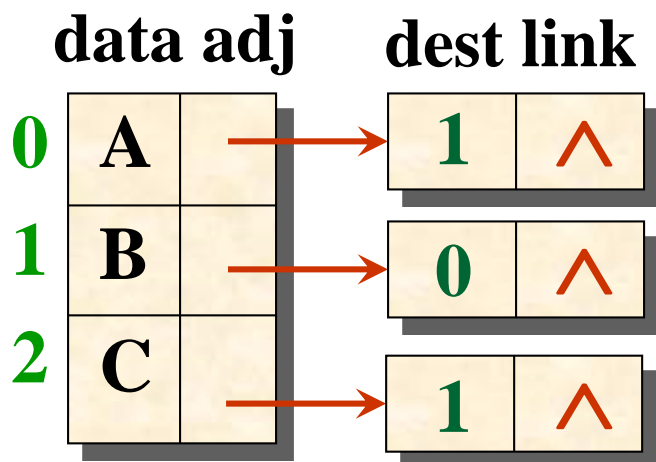 data adj dest link
0 A 1 ∧
1 B 0 ∧
2 C 1 ∧